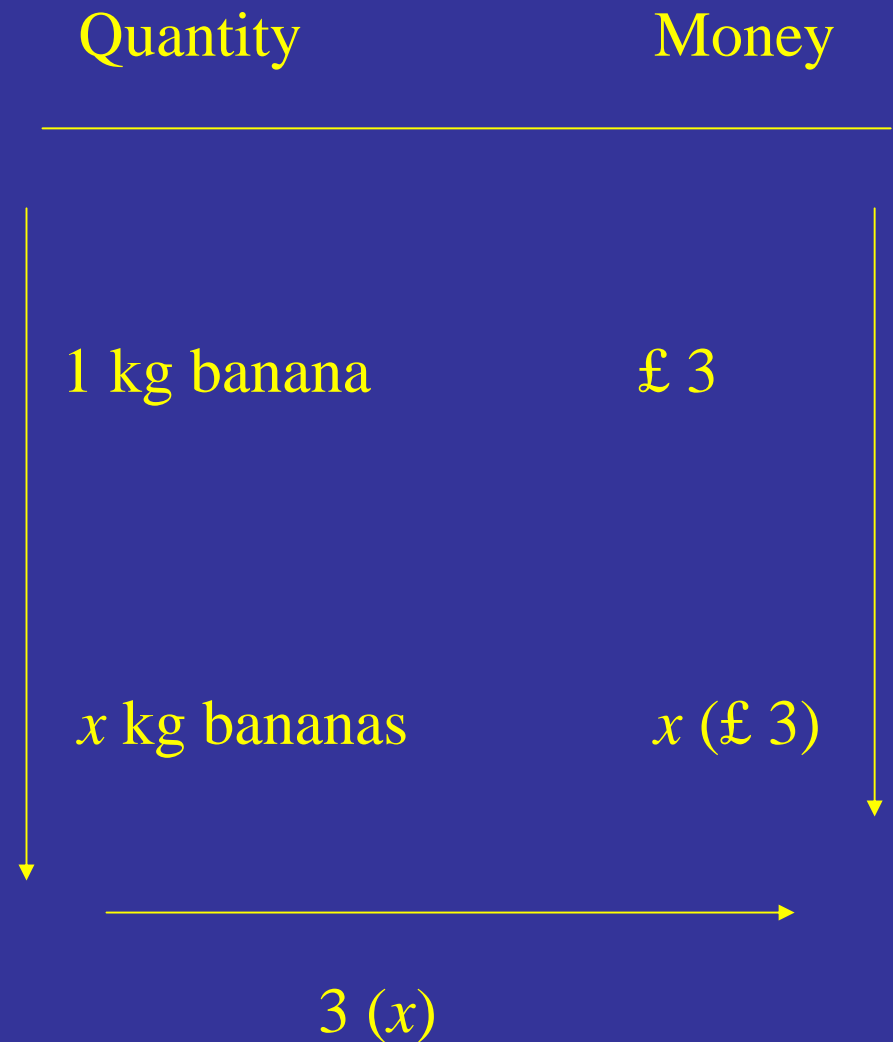 Quantity Money
1 kg banana £ 3
x kg bananas x (£ 3)
3 (x)